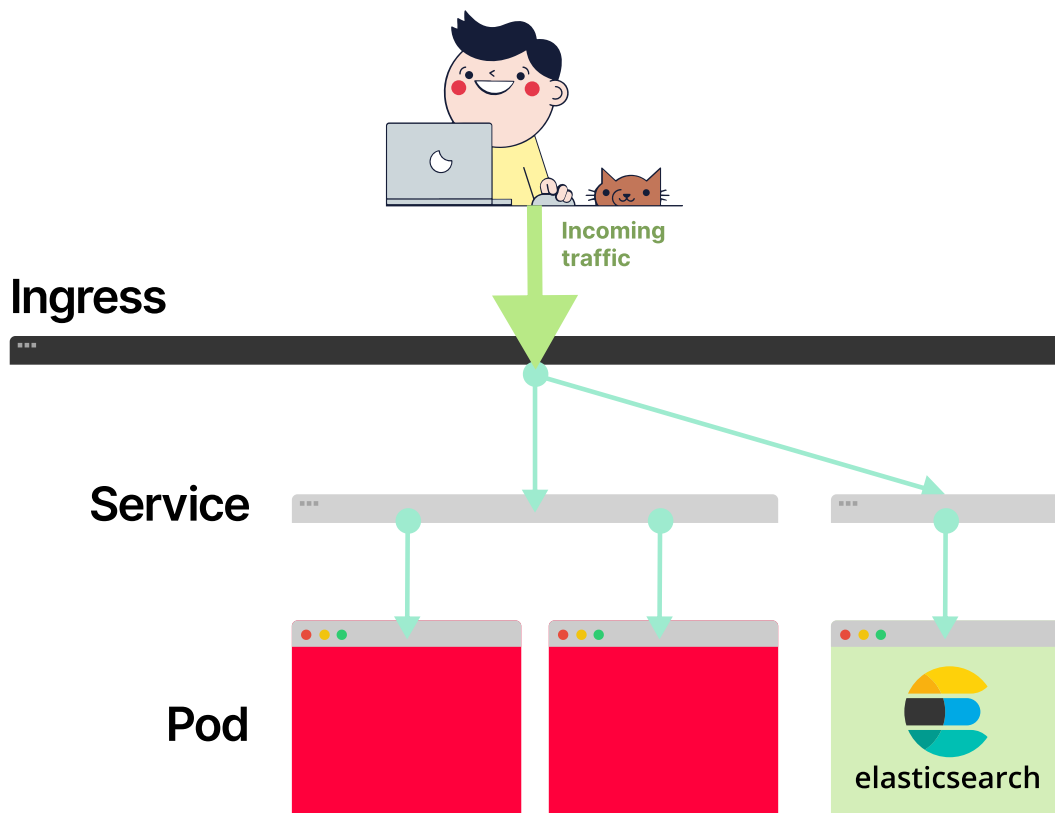 Incoming
traffic
Ingress
Service
Pod
elasticsearch